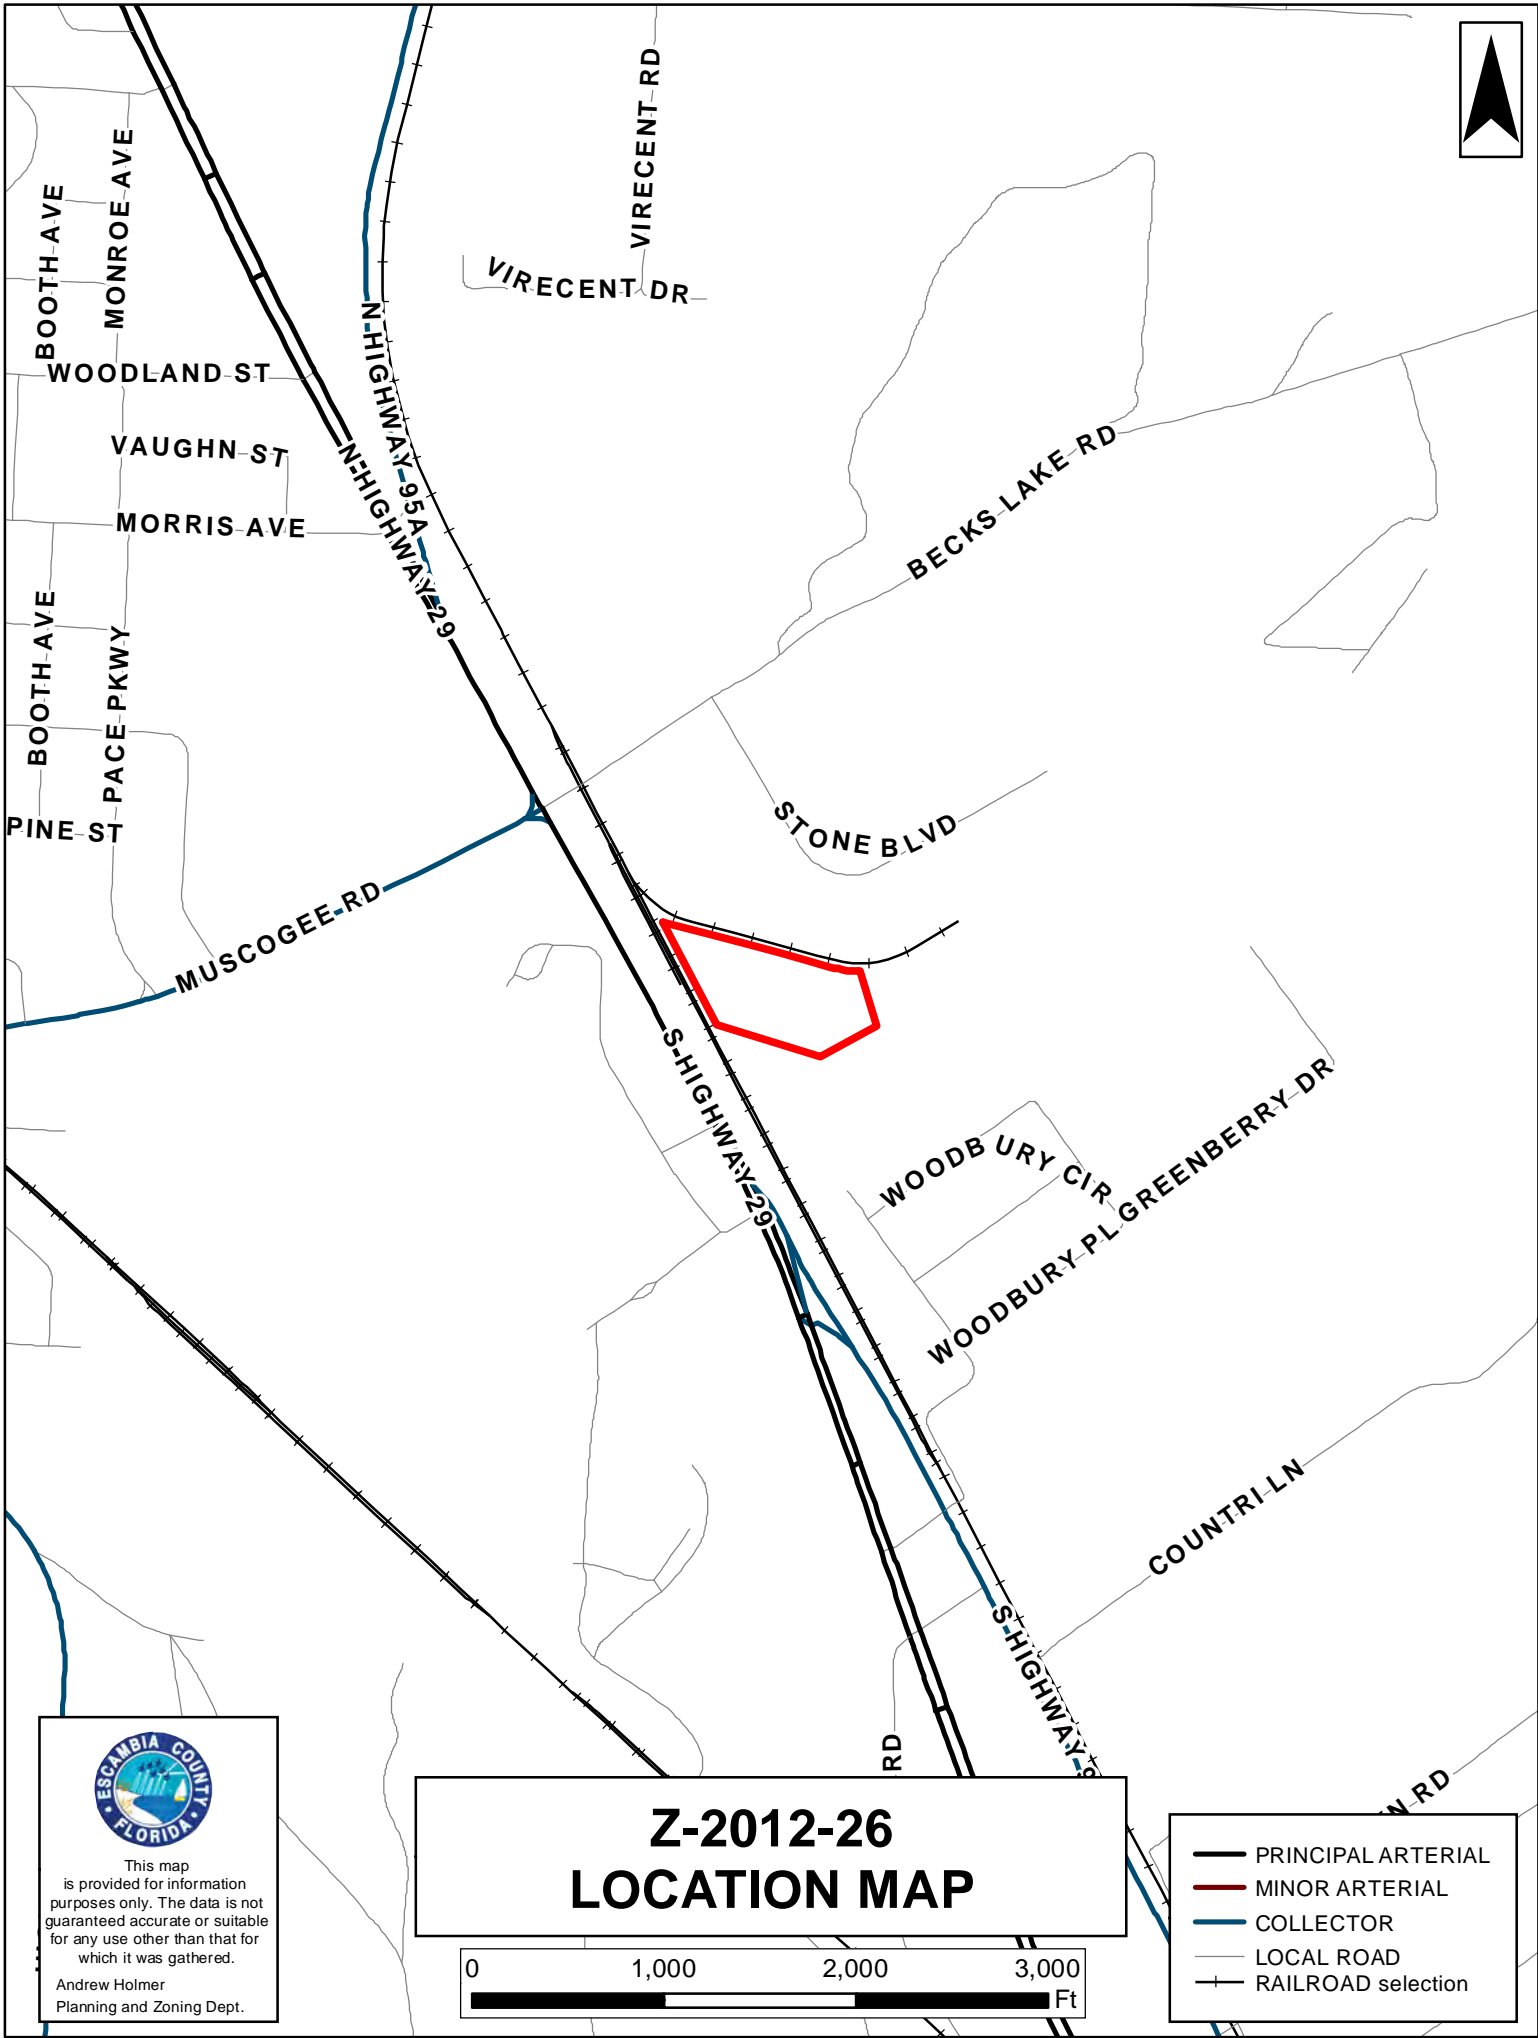 VIRECENT RD
MONROE AVE
BOOTH AVE
VIRECENT DR
N HIGHWAY 95A
WOODLAND ST
VAUGHN ST
N HIGHWAY 29
BECKS LAKE RD
MORRIS AVE
BOOTH AVE
PACE PKWY
PINE ST
STONE BLVD
MUSCOGEE RD
S HIGHWAY 29
WOODBURY CIR
GREENBERRY DR
WOODBURY PL
COUNTRI LN
S HIGHWAY 9
RD
N RD
ESCAMBIA COUNTY
FLORIDA
This map
is provided for information
purposes only. The data is not
guaranteed accurate or suitable
for any use other than that for
which it was gathered.
Andrew Holmer
Planning and Zoning Dept.
Z-2012-26
LOCATION MAP
0 1,000 2,000 3,000
Ft
PRINCIPAL ARTERIAL
MINOR ARTERIAL
COLLECTOR
LOCAL ROAD
RAILROAD selection